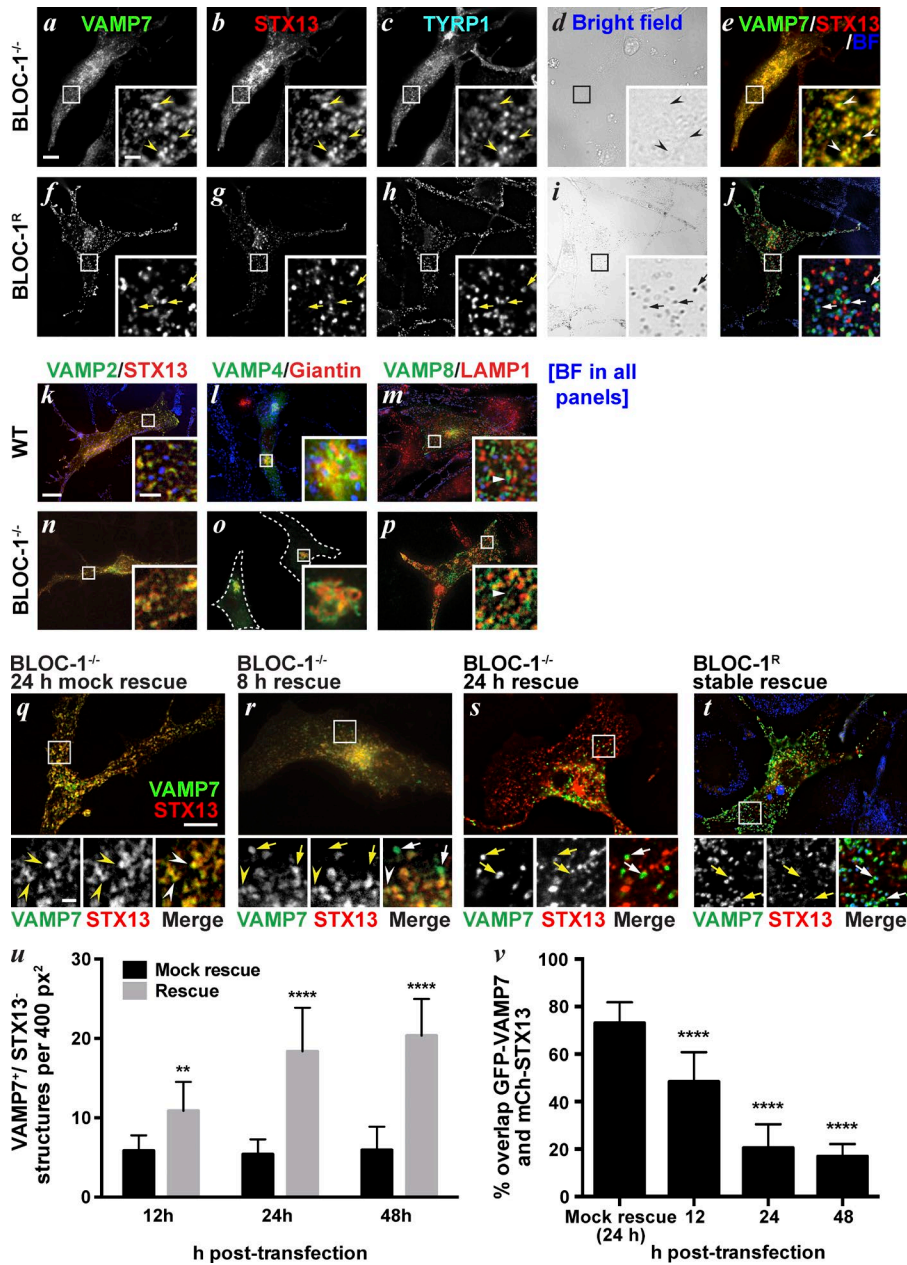 a VAMP7
b STX13
c TYRP1
d Bright field
e VAMP7/STX13
/BF
BLOC-1-/-
f
g
h
i
j
BLOC-1R
VAMP2/STX13
VAMP4/Giantin
VAMP8/LAMP1
[BF in all
panels]
k
l
m
WT
n
o
p
BLOC-1-/-
BLOC-1-/-
24 h mock rescue
BLOC-1-/-
8 h rescue
BLOC-1-/-
24 h rescue
BLOC-1R
stable rescue
q
r
s
t
VAMP7
STX13
VAMP7 STX13 Merge
VAMP7 STX13 Merge
VAMP7 STX13 Merge
VAMP7 STX13 Merge
u
VAMP7+/ STX13-
structures per 400 px2
30
20
10
0
Mock rescue
Rescue
**
****
****
12h
24h
48h
h post-transfection
v
% overlap GFP-VAMP7
and mCh-STX13
100
80
60
40
20
0
****
****
****
Mock rescue
(24 h)
12
24
48
h post-transfection